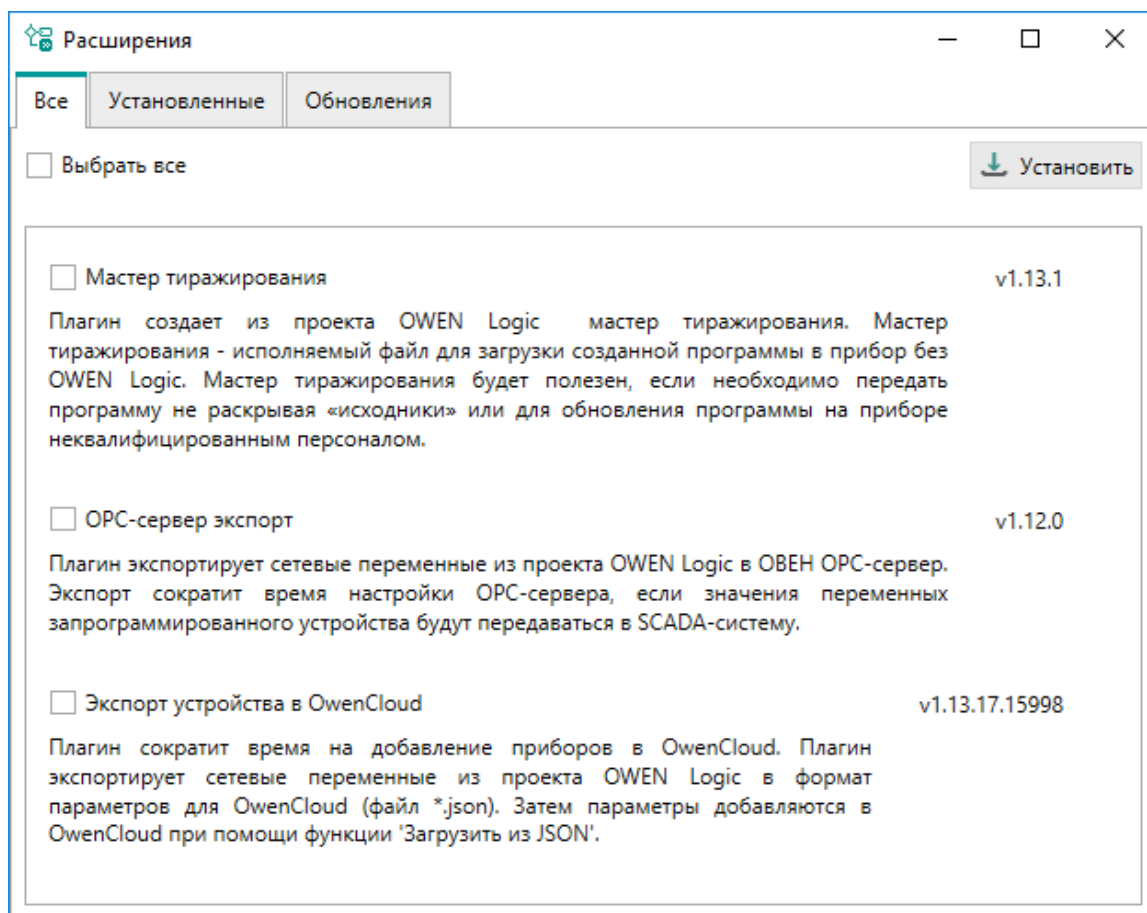 Расширения
Все Установленные Обновления
Выбрать все Установить
Мастер тиражирования v1.13.1
Плагин создает из проекта OWEN Logic мастер тиражирования. Мастер
тиражирования - исполняемый файл для загрузки созданной программы в прибор без
OWEN Logic. Мастер тиражирования будет полезен, если необходимо передать
программу не раскрывая «исходники» или для обновления программы на приборе
неквалифицированным персоналом.
OPC-сервер экспорт v1.12.0
Плагин экспортирует сетевые переменные из проекта OWEN Logic в ОВЕН OPC-сервер.
Экспорт сократит время настройки OPC-сервера, если значения переменных
запрограммированного устройства будут передаваться в SCADA-систему.
Экспорт устройства в OwenCloud v1.13.17.15998
Плагин сократит время на добавление приборов в OwenCloud. Плагин
экспортирует сетевые переменные из проекта OWEN Logic в формат
параметров для OwenCloud (файл *.json). Затем параметры добавляются в
OwenCloud при помощи функции 'Загрузить из JSON'.